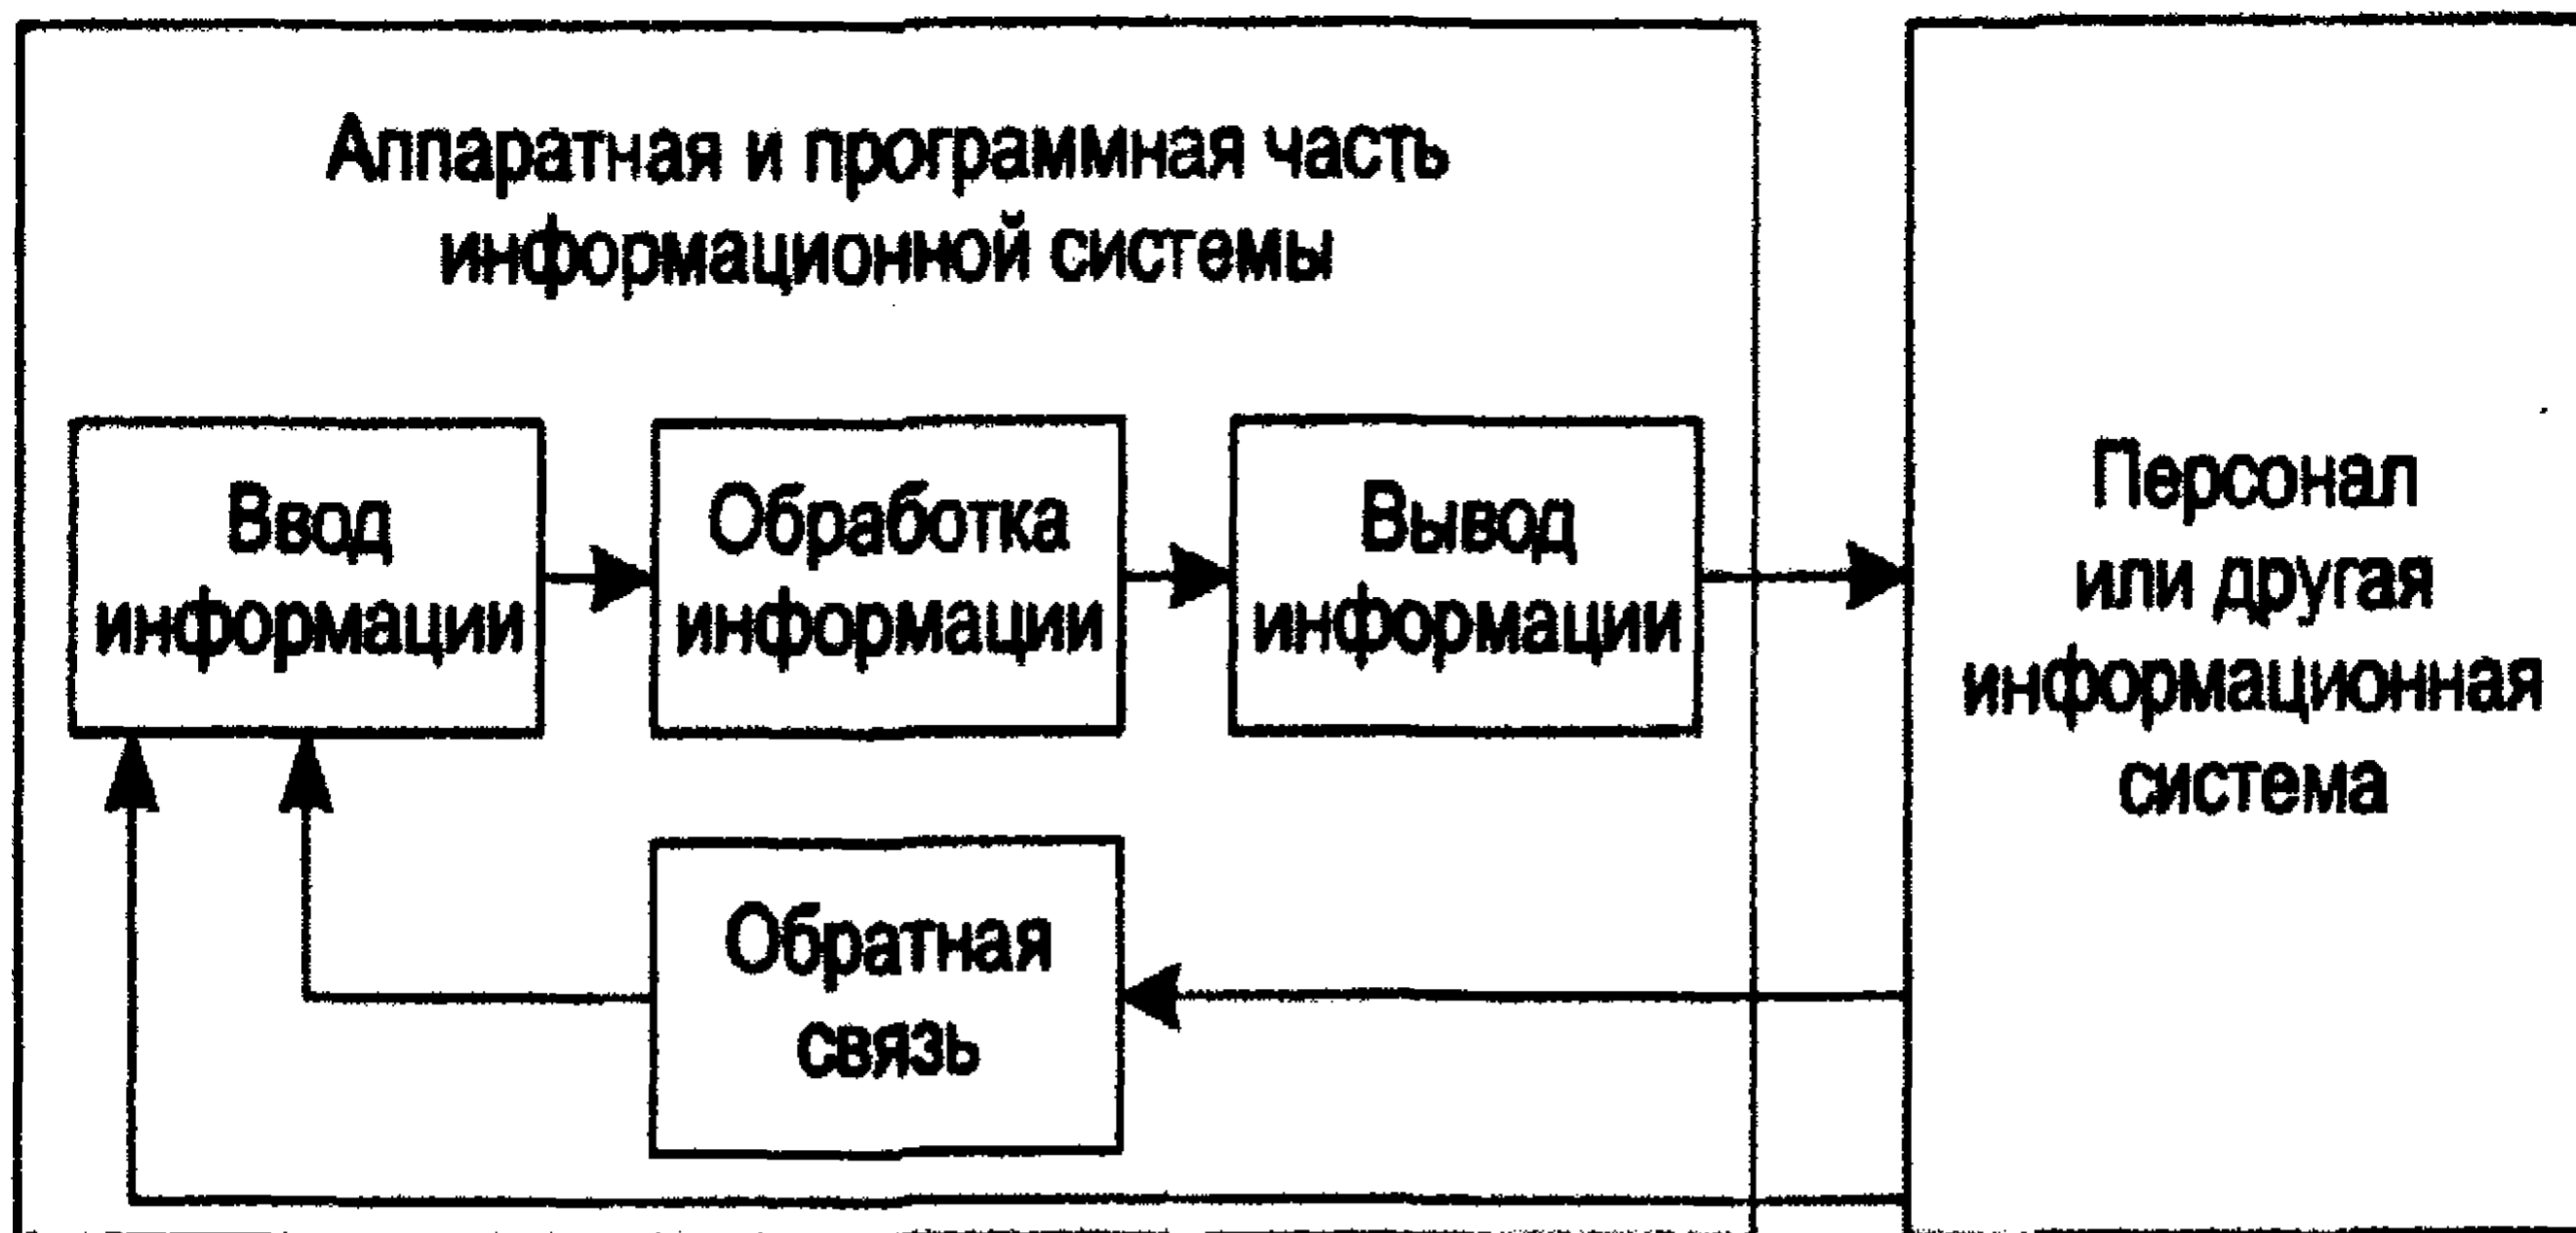 Аппаратная и программная часть
информационной системы
Ввод
информации
Обработка
информации
Вывод
информации
Персонал
или другая
информационная
система
Обратная
связь